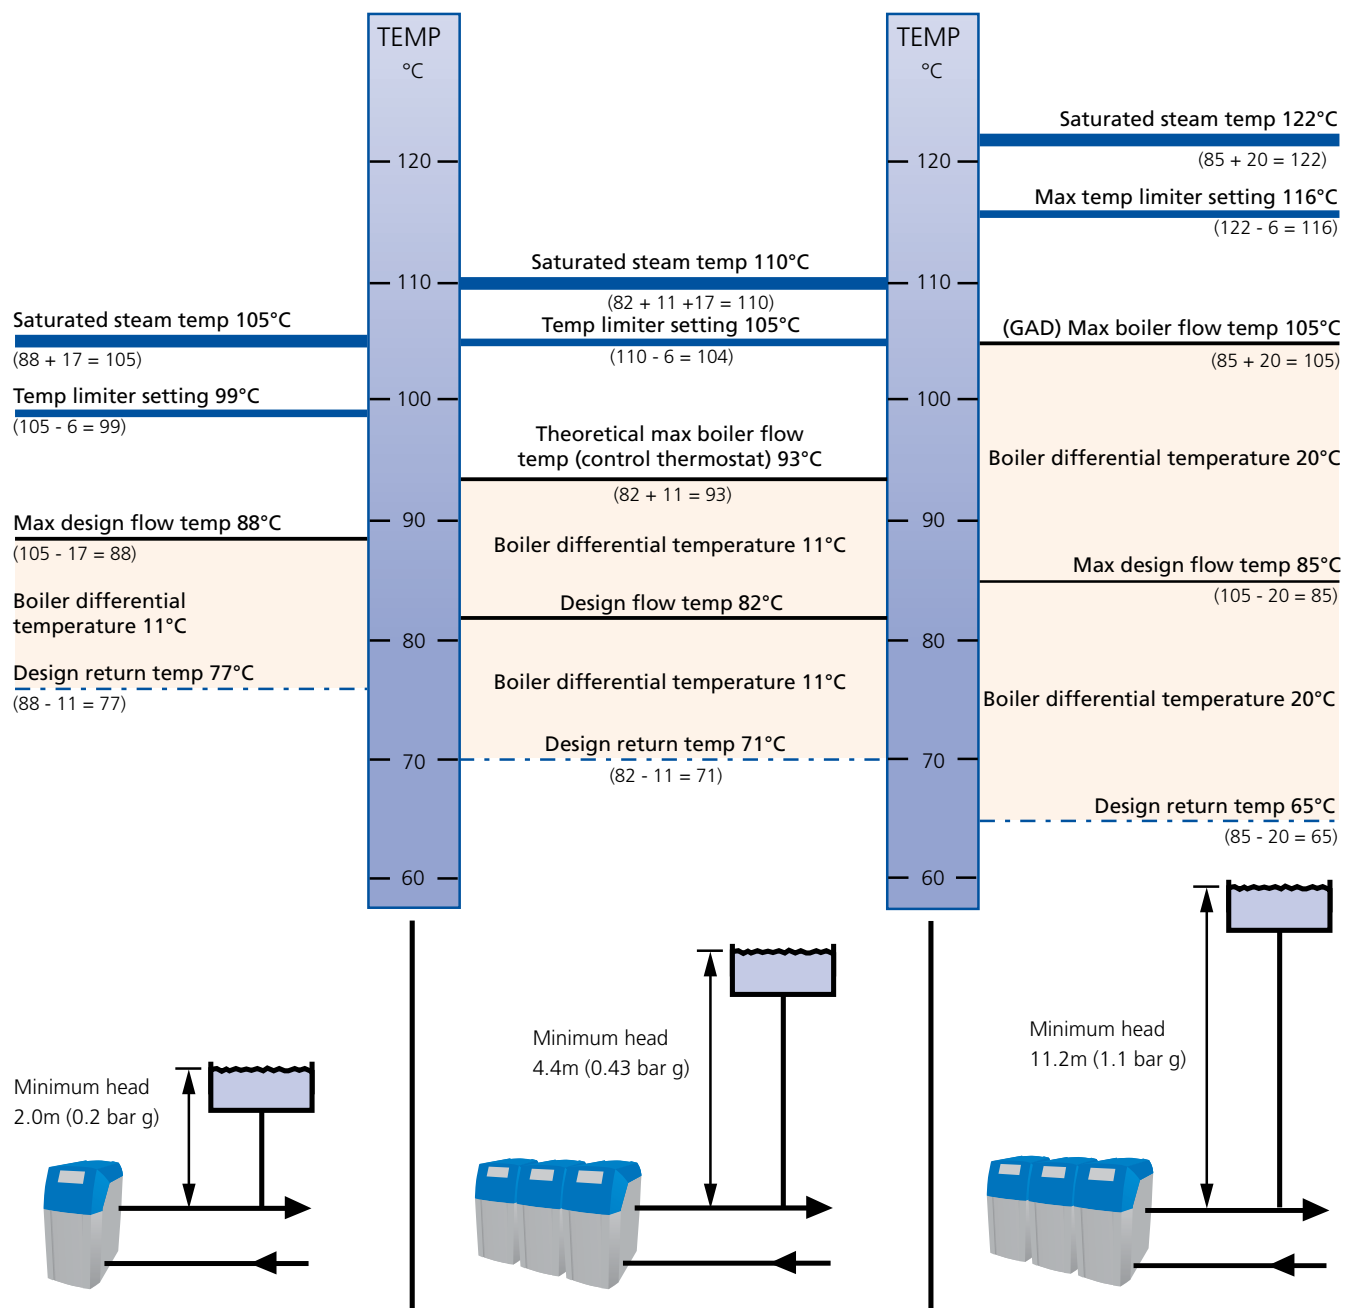 TEMP
°C
120
110
100
90
80
70
60
TEMP
°C
120
110
100
90
80
70
60
Saturated steam temp 105°C
(88 + 17 = 105)
Temp limiter setting 99°C
(105 - 6 = 99)
Max design flow temp 88°C
(105 - 17 = 88)
Boiler differential
temperature 11°C
Design return temp 77°C
(88 - 11 = 77)
Saturated steam temp 110°C
(82 + 11 +17 = 110)
Temp limiter setting 105°C
(110 - 6 = 104)
Theoretical max boiler flow
temp (control thermostat) 93°C
(82 + 11 = 93)
Boiler differential temperature 11°C
Design flow temp 82°C
Boiler differential temperature 11°C
Design return temp 71°C
(82 - 11 = 71)
Saturated steam temp 122°C
(85 + 20 = 122)
Max temp limiter setting 116°C
(122 - 6 = 116)
(GAD) Max boiler flow temp 105°C
(85 + 20 = 105)
Boiler differential temperature 20°C
Max design flow temp 85°C
(105 - 20 = 85)
Boiler differential temperature 20°C
Design return temp 65°C
(85 - 20 = 65)
Minimum head
2.0m (0.2 bar g)
Minimum head
4.4m (0.43 bar g)
Minimum head
11.2m (1.1 bar g)